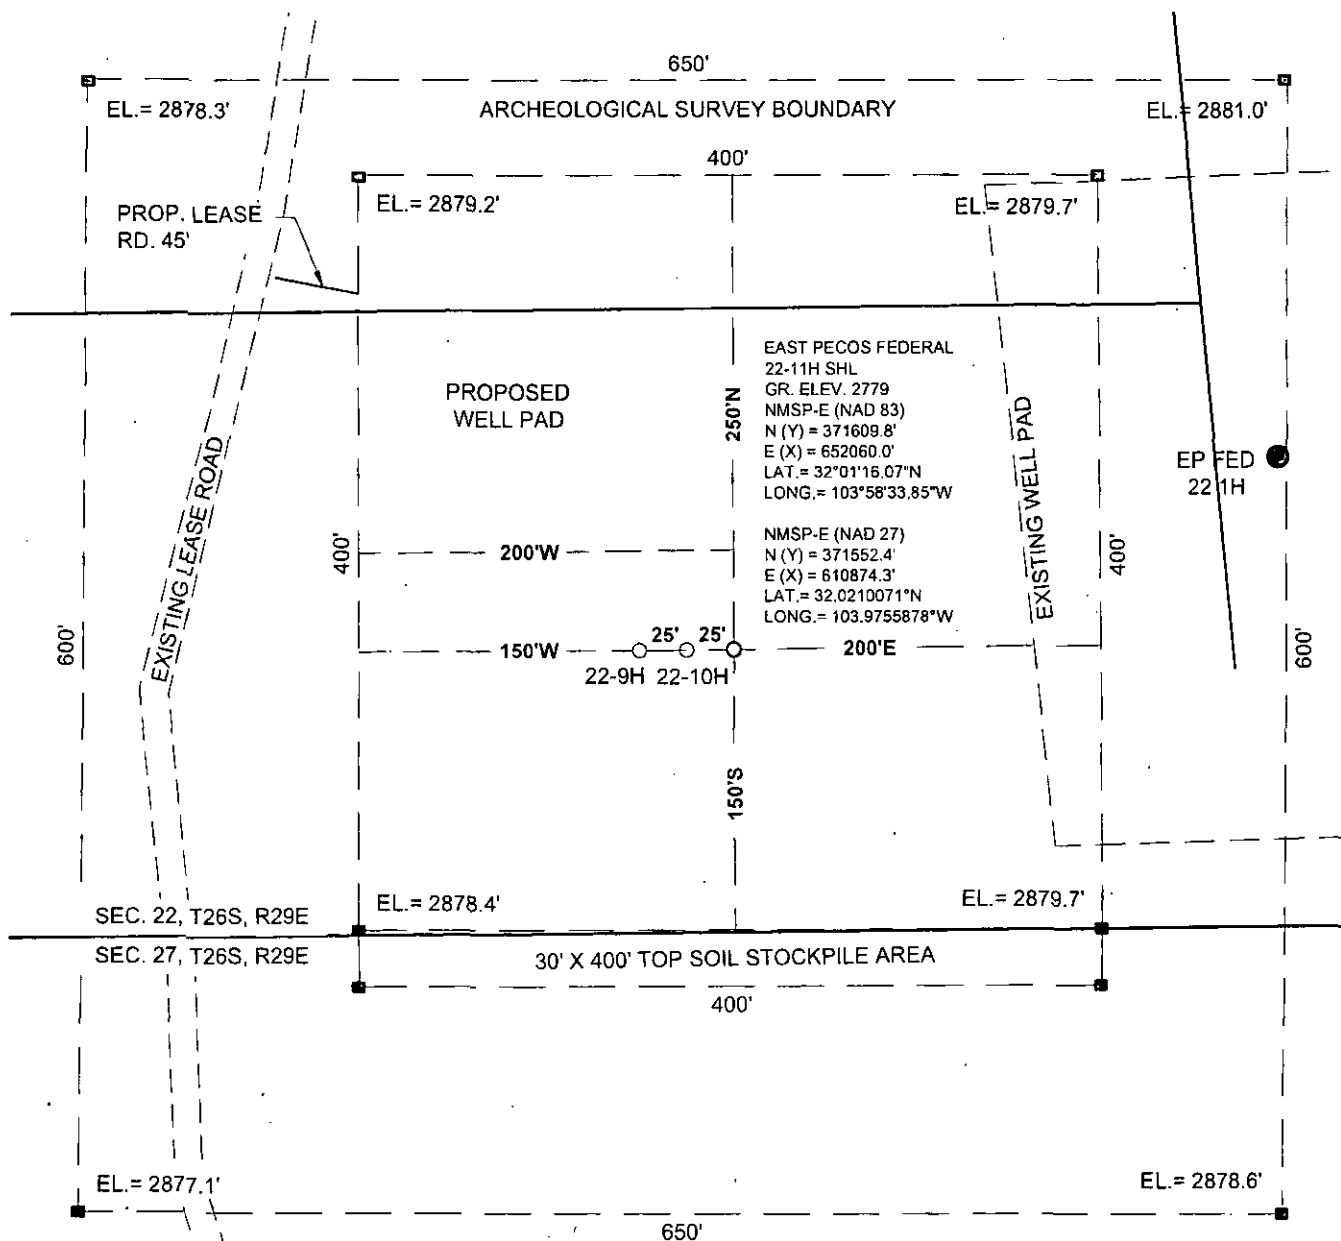 650'
EL.= 2878.3'
ARCHEOLOGICAL SURVEY BOUNDARY
EL.= 2881.0'
400'
EL.= 2879.2'
EL.= 2879.7'
PROP. LEASE
RD. 45'
EAST PECOS FEDERAL
22-11H SHL
GR. ELEV. 2779
NMSP-E (NAD 83)
N (Y) = 371609.8'
E (X) = 652060.0'
LAT.= 32°01'16.07"N
LONG.= 103°58'33.85"W
PROPOSED
WELL PAD
250'N
EXISTING WELL PAD
EP FED
22 1H
EXISTING LEASE ROAD
NMSP-E (NAD 27)
N (Y) = 371552.4'
E (X) = 610874.3'
LAT.= 32.0210071°N
LONG.= 103.9755878°W
400'
200'W
400'
600'
150'W
25' 25'
200'E
600'
22-9H 22-10H
150'S
EL.= 2878.4'
EL.= 2879.7'
SEC. 22, T26S, R29E
SEC. 27, T26S, R29E
30' X 400' TOP SOIL STOCKPILE AREA
400'
EL.= 2877.1'
EL.= 2878.6'
650'